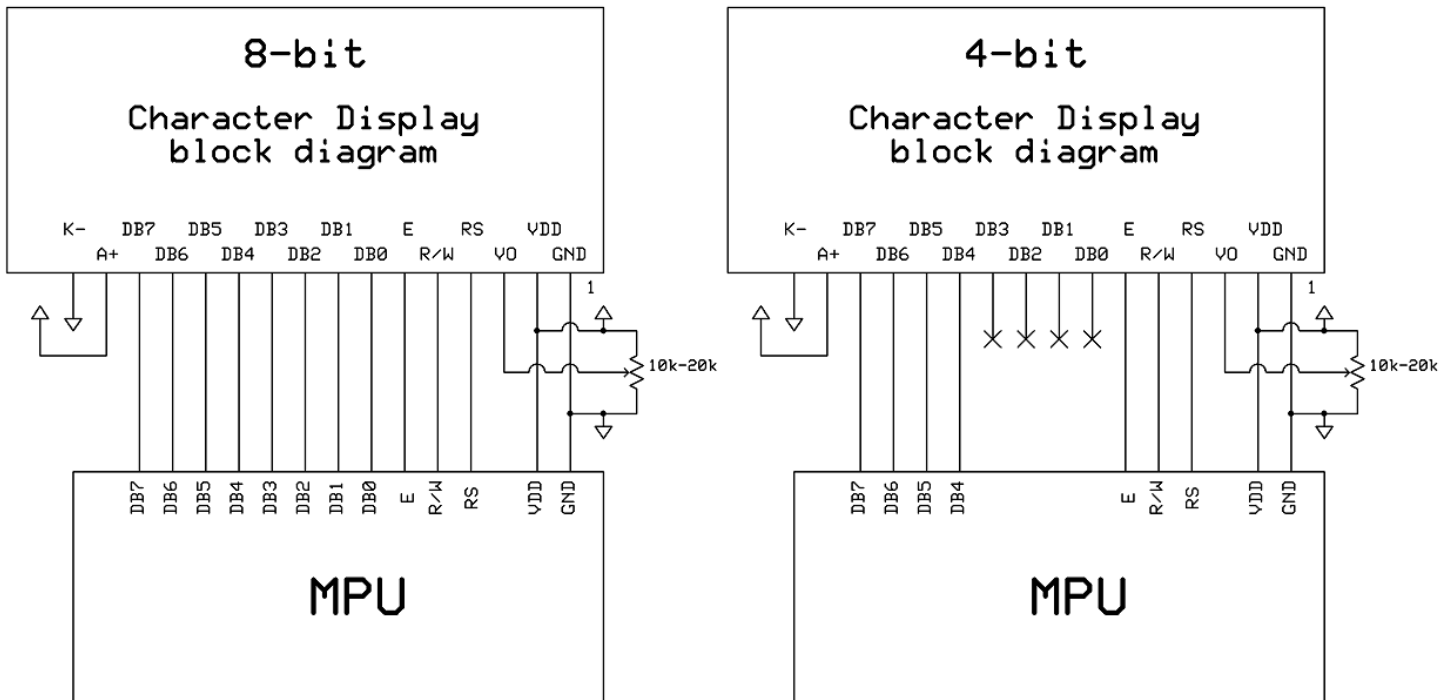 8-bit
Character Display
block diagram
K- DB7 DB5 DB3 DB1 E RS VDD
A+ DB6 DB4 DB2 DB0 R/W VO GND
1
10k-20k
DB7 DB6 DB5 DB4 DB3 DB2 DB1 DB0 E R/W RS VDD GND
MPU
4-bit
Character Display
block diagram
K- DB7 DB5 DB3 DB1 E RS VDD
A+ DB6 DB4 DB2 DB0 R/W VO GND
1
10k-20k
DB7 DB6 DB5 DB4 E R/W RS VDD GND
MPU